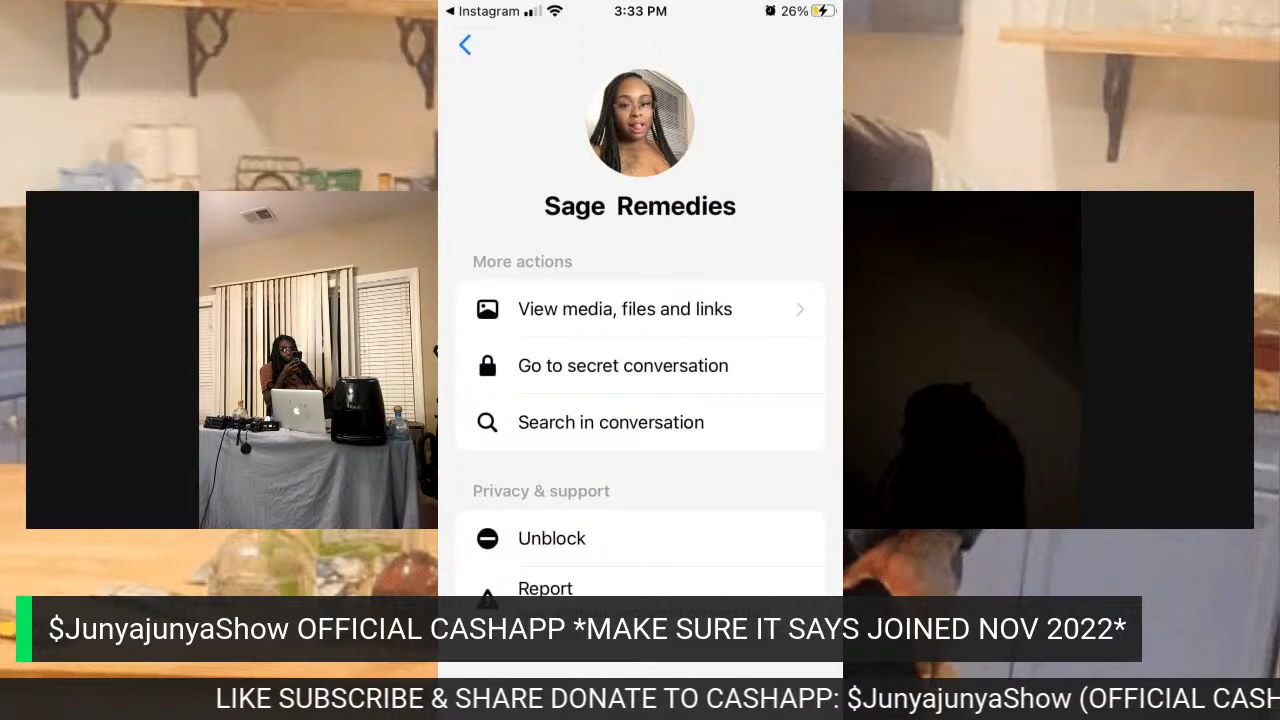 Instagram
3:33 PM
26%
Sage Remedies
More actions
View media, files and links
Go to secret conversation
Search in conversation
Privacy & support
Unblock
Report
$JunyajunyaShow OFFICIAL CASHAPP *MAKE SURE IT SAYS JOINED NOV 2022*
LIKE SUBSCRIBE & SHARE DONATE TO CASHAPP: $JunyajunyaShow (OFFICIAL CASH